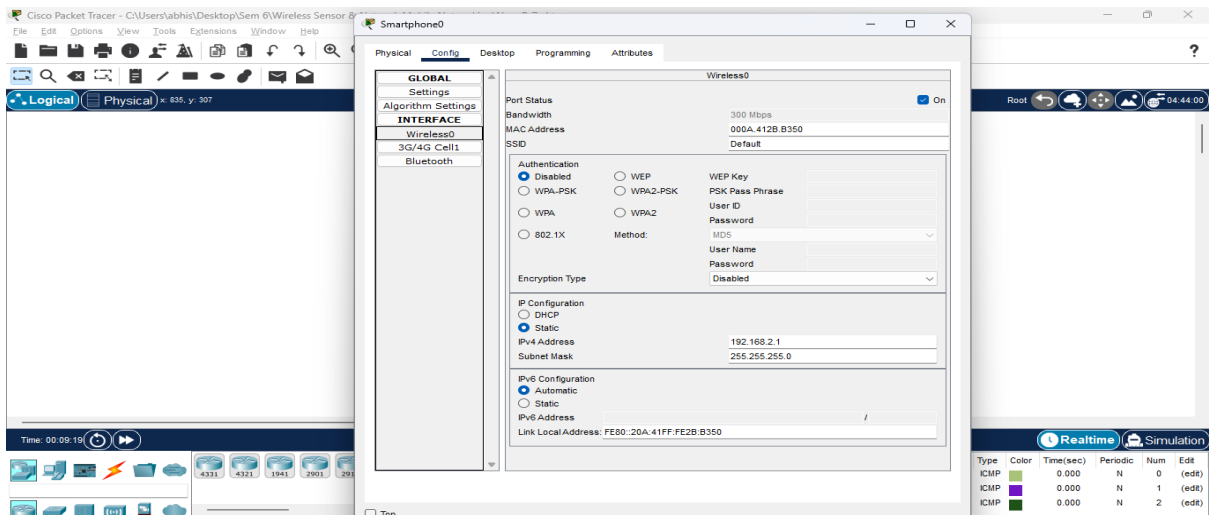 Cisco Packet Tracer - C:\Users\abhis\Desktop\Sem 6\Wireless Sensor &
File Edit Options View Tools Extensions Window Help
Logical Physical x: 835, y: 307
Root 04:44:00
Smartphone0
Physical Config Desktop Programming Attributes
GLOBAL
Settings
Algorithm Settings
INTERFACE
Wireless0
3G/4G Cell1
Bluetooth
Wireless0
Port Status On
Bandwidth 300 Mbps
MAC Address 000A.412B.B350
SSID Default
Authentication
Disabled WEP WEP Key
WPA-PSK WPA2-PSK PSK Pass Phrase
User ID
WPA WPA2
Password
802.1X Method: MD5
User Name
Password
Encryption Type Disabled
IP Configuration
DHCP
Static
IPv4 Address 192.168.2.1
Subnet Mask 255.255.255.0
IPv6 Configuration
Automatic
Static
IPv6 Address /
Link Local Address: FE80::20A:41FF:FE2B:B350
Top
Time: 00:09:19
Realtime Simulation
4331 4321 1941 2901 291
Type Color Time(sec) Periodic Num Edit
ICMP 0.000 N 0 (edit)
ICMP 0.000 N 1 (edit)
ICMP 0.000 N 2 (edit)